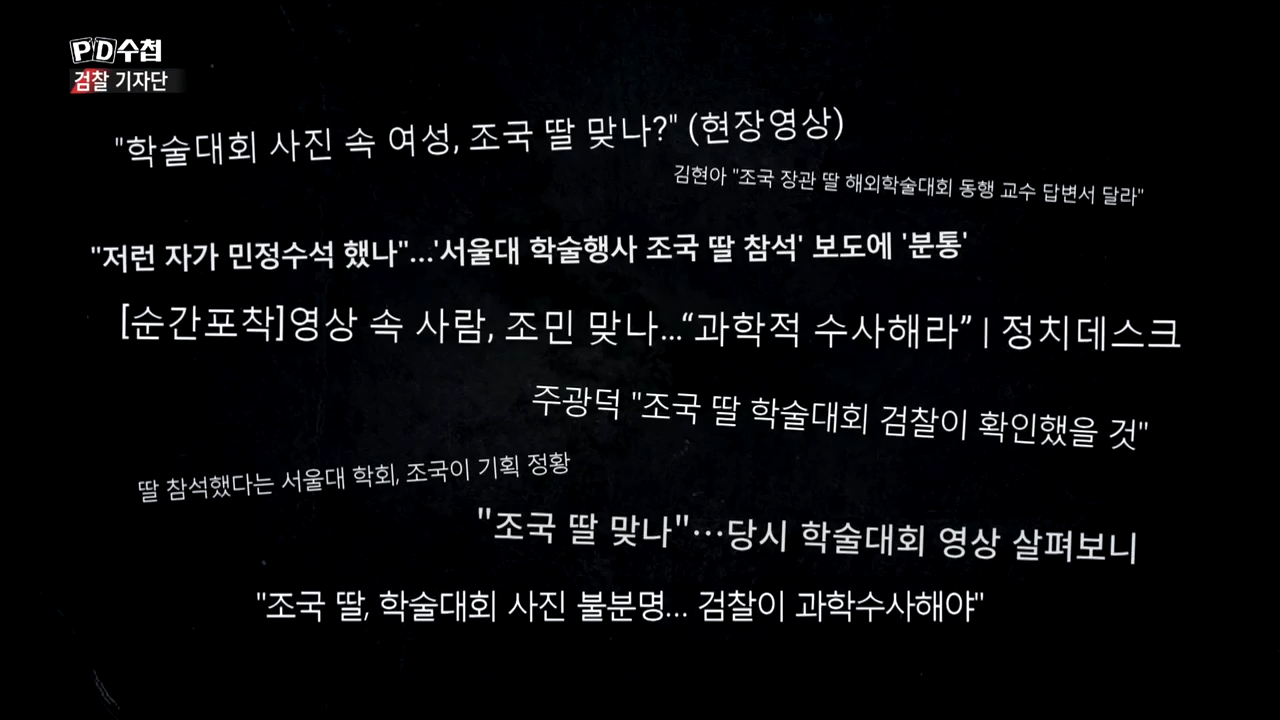 PD수첩
검찰 기자단
"학술대회 사진 속 여성, 조국 딸 맞나?" (현장영상)
김현아 "조국 장관 딸 해외학술대회 동행 교수 답변서 달라"
"저런 자가 민정수석 했나"...'서울대 학술행사 조국 딸 참석' 보도에 '분통'
[순간포착]영상 속 사람, 조민 맞나...“과학적 수사해라” | 정치데스크
주광덕 "조국 딸 학술대회 검찰이 확인했을 것"
딸 참석했다는 서울대 학회, 조국이 기획 정황
"조국 딸 맞나"…당시 학술대회 영상 살펴보니
"조국 딸, 학술대회 사진 불분명... 검찰이 과학수사해야"